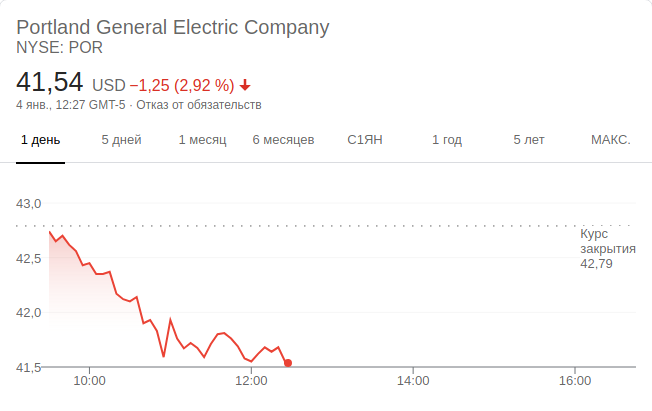 Portland General Electric Company
NYSE: POR
41,54 USD −1,25 (2,92 %)
4 янв., 12:27 GMT-5 · Отказ от обязательств
1 день 5 дней 1 месяц 6 месяцев С1ЯН 1 год 5 лет МАКС.
43,0
Курс
закрытия
42,79
42,5
42,0
41,5
10:00 12:00 14:00 16:00